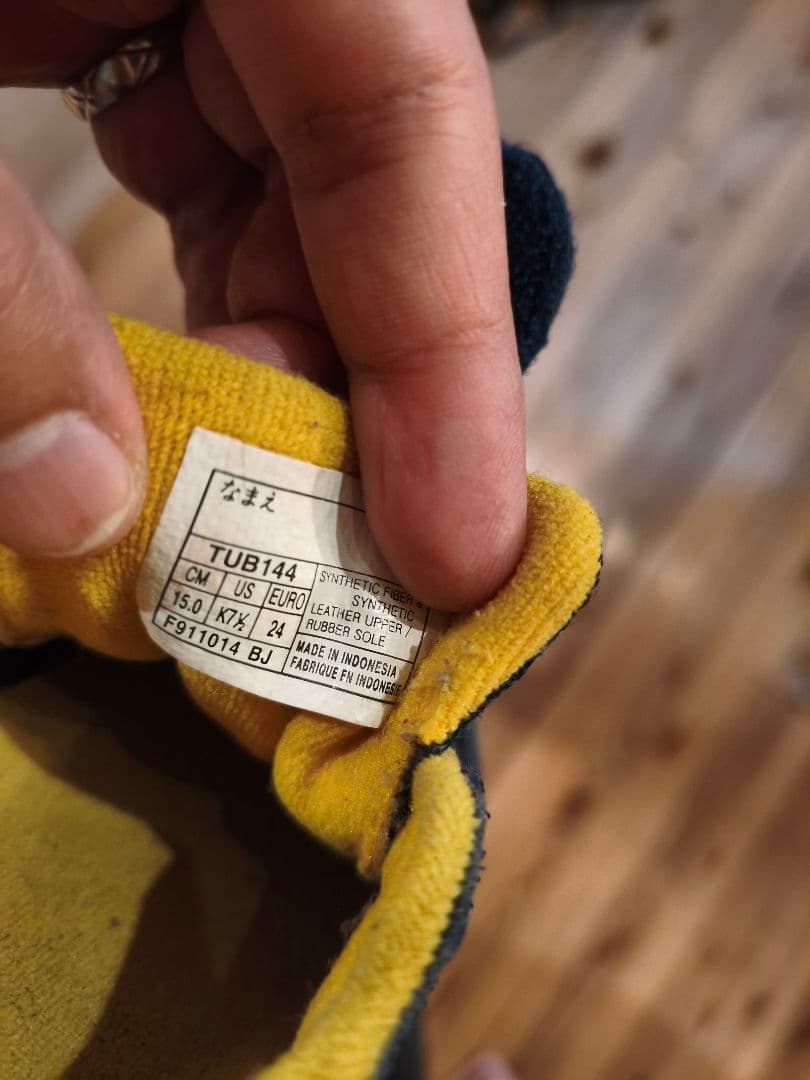 なまえ
TUB144
CM US EURO
15.0 K7½ 24
F911014 BJ
SYNTHETIC FIBER
SYNTHETIC
LEATHER UPPER /
RUBBER SOLE
MADE IN INDONESIA
FABRIQUE EN INDONESIE